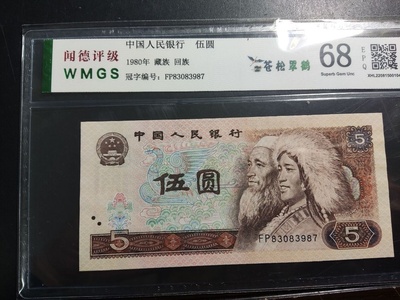 闻德评级
WMGS
中国人民银行 伍圆
1980年 藏族 回族
冠字编号: FP83083987
苍松翠鹤
68
EPQ
Superb Gem Unc
中国人民银行
5
伍圆
5
5
FP83083987